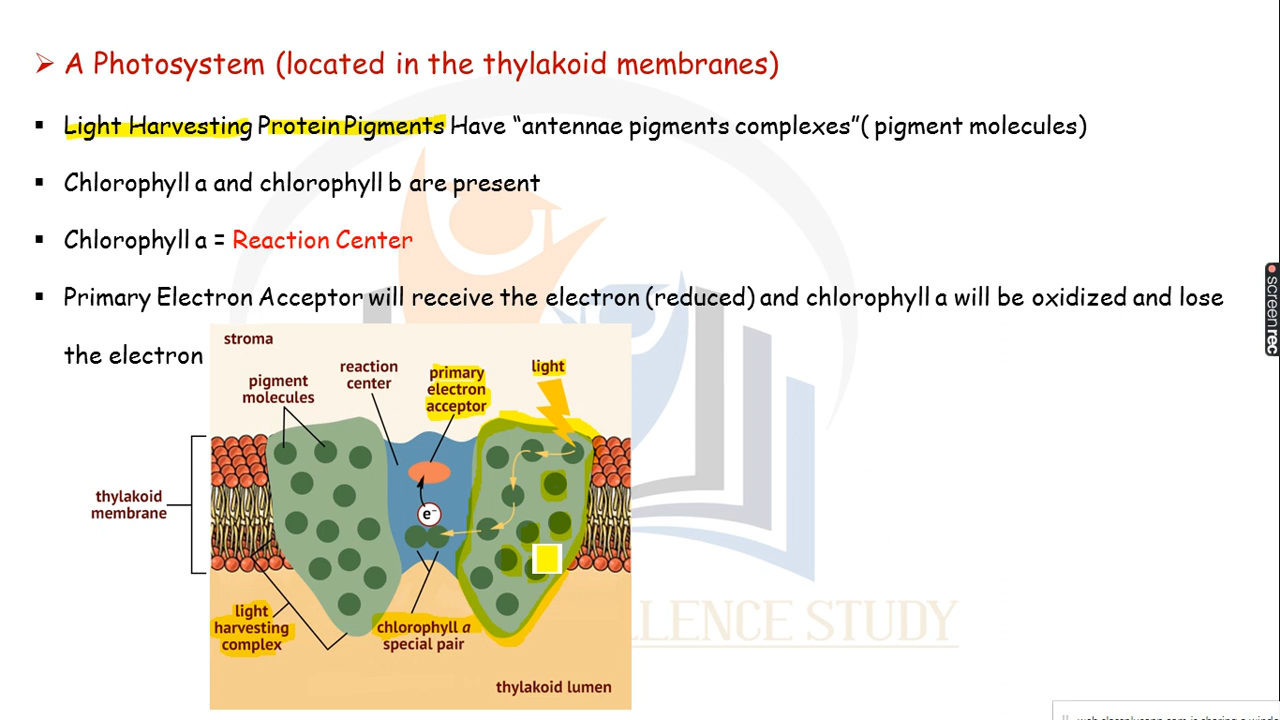 ➢ A Photosystem (located in the thylakoid membranes)
▪ Light Harvesting Protein Pigments Have “antennae pigments complexes”( pigment molecules)
▪ Chlorophyll a and chlorophyll b are present
▪ Chlorophyll a = Reaction Center
▪ Primary Electron Acceptor will receive the electron (reduced) and chlorophyll a will be oxidized and lose
the electron
stroma
pigment
molecules
reaction
center
primary
electron
acceptor
light
thylakoid
membrane
e⁻
light
harvesting
complex
chlorophyll a
special pair
thylakoid lumen
STUDY
screenrec